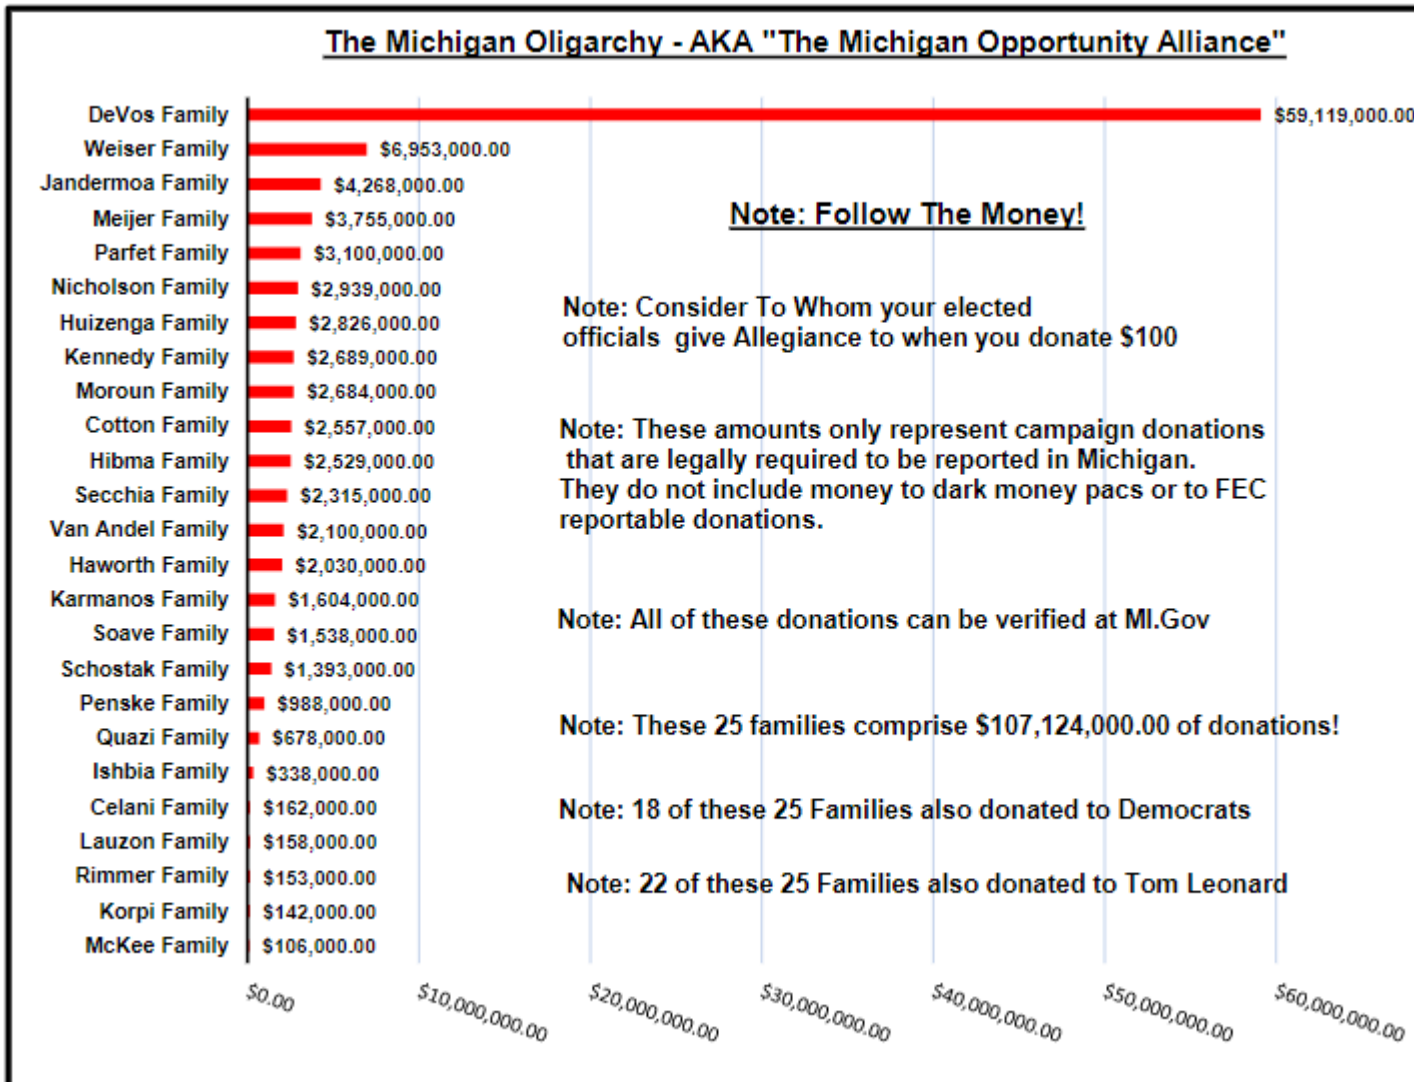 The Michigan Oligarchy - AKA "The Michigan Opportunity Alliance"
DeVos Family $59,119,000.00
Weiser Family $6,953,000.00
Jandermoa Family $4,268,000.00
Meijer Family $3,755,000.00
Parfet Family $3,100,000.00
Nicholson Family $2,939,000.00
Huizenga Family $2,826,000.00
Kennedy Family $2,689,000.00
Moroun Family $2,684,000.00
Cotton Family $2,557,000.00
Hibma Family $2,529,000.00
Secchia Family $2,315,000.00
Van Andel Family $2,100,000.00
Haworth Family $2,030,000.00
Karmanos Family $1,604,000.00
Soave Family $1,538,000.00
Schostak Family $1,393,000.00
Penske Family $988,000.00
Quazi Family $678,000.00
Ishbia Family $338,000.00
Celani Family $162,000.00
Lauzon Family $158,000.00
Rimmer Family $153,000.00
Korpi Family $142,000.00
McKee Family $106,000.00
Note: Follow The Money!
Note: Consider To Whom your elected
officials give Allegiance to when you donate $100
Note: These amounts only represent campaign donations
that are legally required to be reported in Michigan.
They do not include money to dark money pacs or to FEC
reportable donations.
Note: All of these donations can be verified at MI.Gov
Note: These 25 families comprise $107,124,000.00 of donations!
Note: 18 of these 25 Families also donated to Democrats
Note: 22 of these 25 Families also donated to Tom Leonard
$0.00 $10,000,000.00 $20,000,000.00 $30,000,000.00 $40,000,000.00 $50,000,000.00 $60,000,000.00